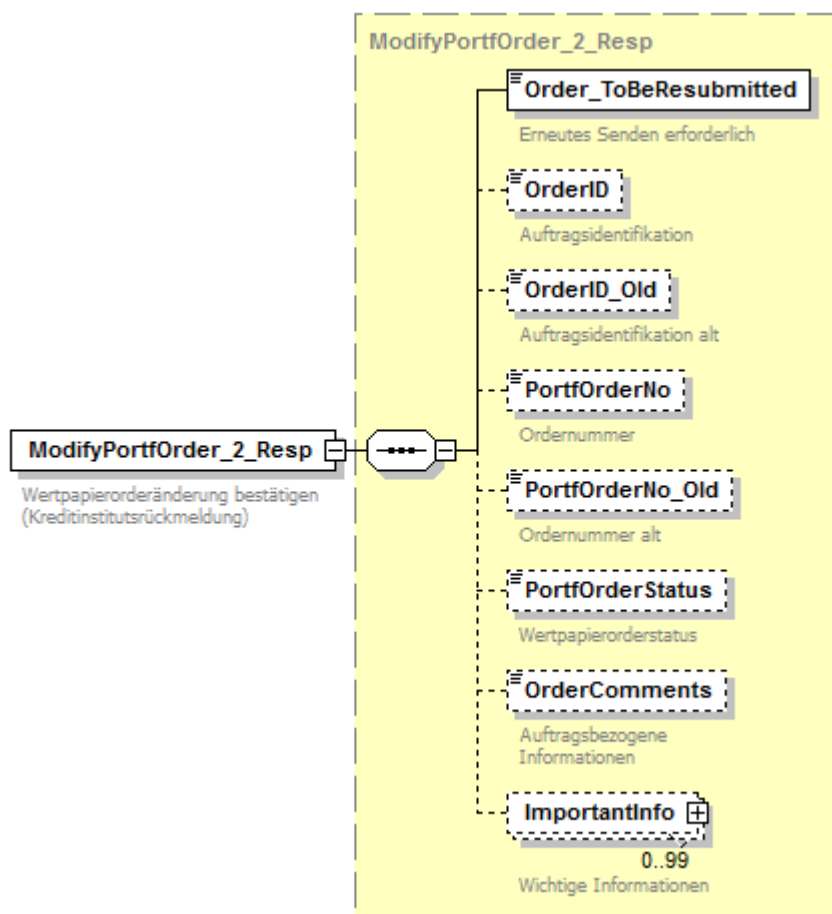 ModifyPortfOrder_2_Resp
Order_ToBeResubmitted
Erneutes Senden erforderlich
OrderID
Auftragsidentifikation
OrderID_Old
Auftragsidentifikation alt
PortfOrderNo
Ordernummer
ModifyPortfOrder_2_Resp
Wertpapierorderänderung bestätigen
(Kreditinstitutsrückmeldung)
PortfOrderNo_Old
Ordernummer alt
PortfOrderStatus
Wertpapierorderstatus
OrderComments
Auftragsbezogene
Informationen
ImportantInfo
0..99
Wichtige Informationen